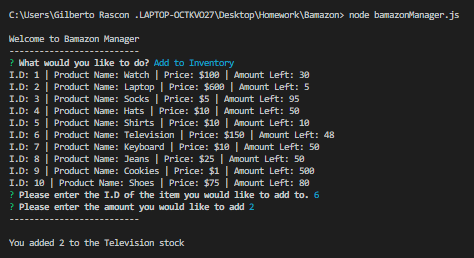 C:\Users\Gilberto Rascon .LAPTOP-OCTKVO27\Desktop\Homework\Bamazon> node bamazonManager.js
Welcome to Bamazon Manager
--------------------------
? What would you like to do? Add to Inventory
I.D: 1 | Product Name: Watch | Price: $100 | Amount Left: 30
I.D: 2 | Product Name: Laptop | Price: $600 | Amount Left: 5
I.D: 3 | Product Name: Socks | Price: $5 | Amount Left: 95
I.D: 4 | Product Name: Hats | Price: $10 | Amount Left: 50
I.D: 5 | Product Name: Shirts | Price: $10 | Amount Left: 10
I.D: 6 | Product Name: Television | Price: $150 | Amount Left: 48
I.D: 7 | Product Name: Keyboard | Price: $10 | Amount Left: 50
I.D: 8 | Product Name: Jeans | Price: $25 | Amount Left: 50
I.D: 9 | Product Name: Cookies | Price: $1 | Amount Left: 500
I.D: 10 | Product Name: Shoes | Price: $75 | Amount Left: 80
? Please enter the I.D of the item you would like to add to. 6
? Please enter the amount you would like to add 2
--------------------------
You added 2 to the Television stock